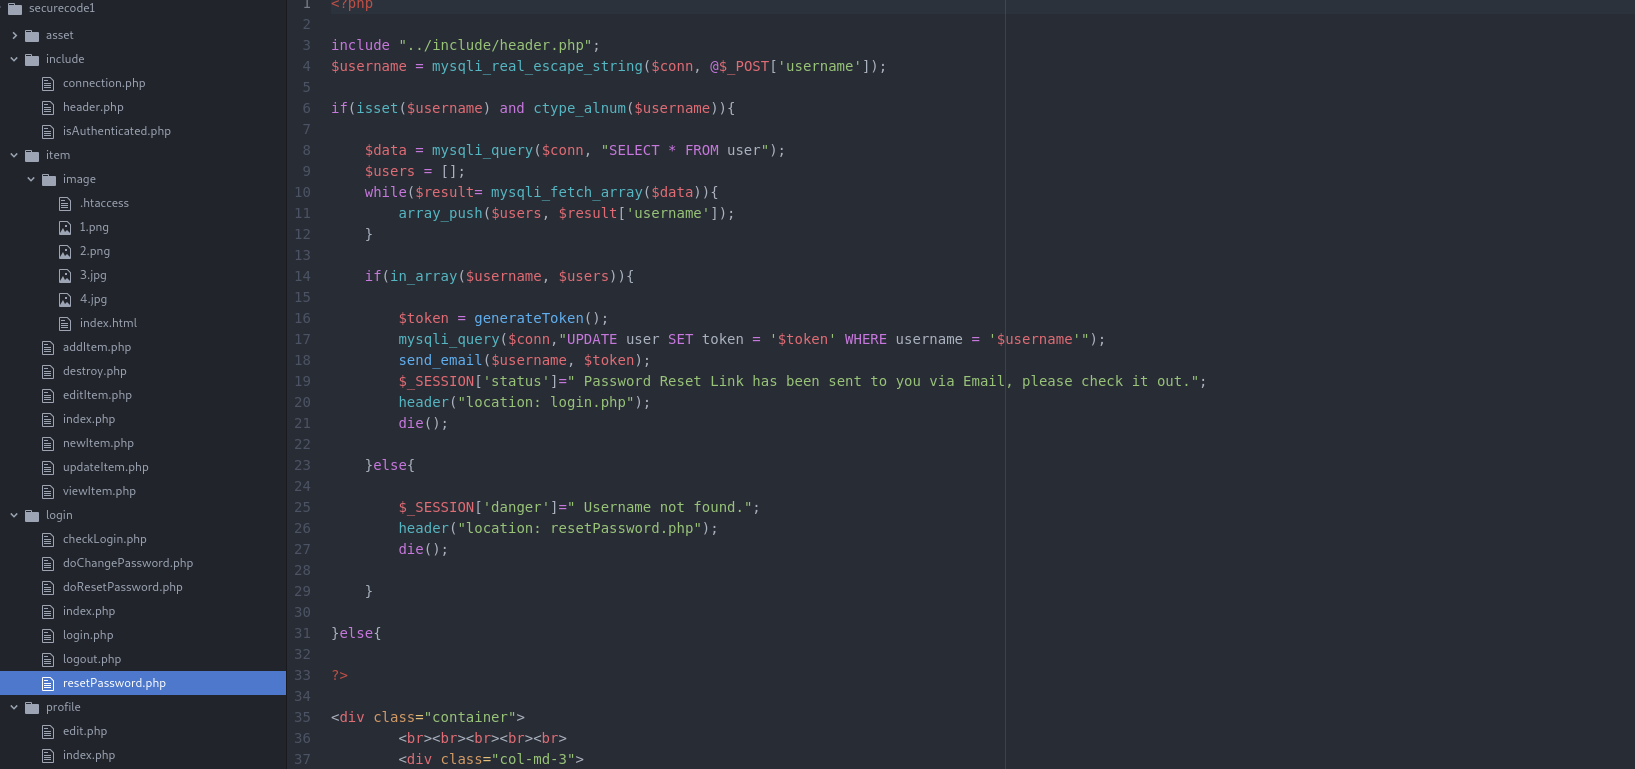 securecode1
asset
include
connection.php
header.php
isAuthenticated.php
item
image
.htaccess
1.png
2.png
3.jpg
4.jpg
index.html
addItem.php
destroy.php
editItem.php
index.php
newItem.php
updateItem.php
viewItem.php
login
checkLogin.php
doChangePassword.php
doResetPassword.php
index.php
login.php
logout.php
resetPassword.php
profile
edit.php
index.php
1 <?php
2
3 include "../include/header.php";
4 $username = mysqli_real_escape_string($conn, @$_POST['username']);
5
6 if(isset($username) and ctype_alnum($username)){
7
8     $data = mysqli_query($conn, "SELECT * FROM user");
9     $users = [];
10     while($result= mysqli_fetch_array($data)){
11         array_push($users, $result['username']);
12     }
13
14     if(in_array($username, $users)){
15
16         $token = generateToken();
17         mysqli_query($conn,"UPDATE user SET token = '$token' WHERE username = '$username'");
18         send_email($username, $token);
19         $_SESSION['status']=" Password Reset Link has been sent to you via Email, please check it out.";
20         header("location: login.php");
21         die();
22
23     }else{
24
25         $_SESSION['danger']=" Username not found.";
26         header("location: resetPassword.php");
27         die();
28
29     }
30
31 }else{
32
33 ?>
34
35 <div class="container">
36         <br><br><br><br><br>
37         <div class="col-md-3">